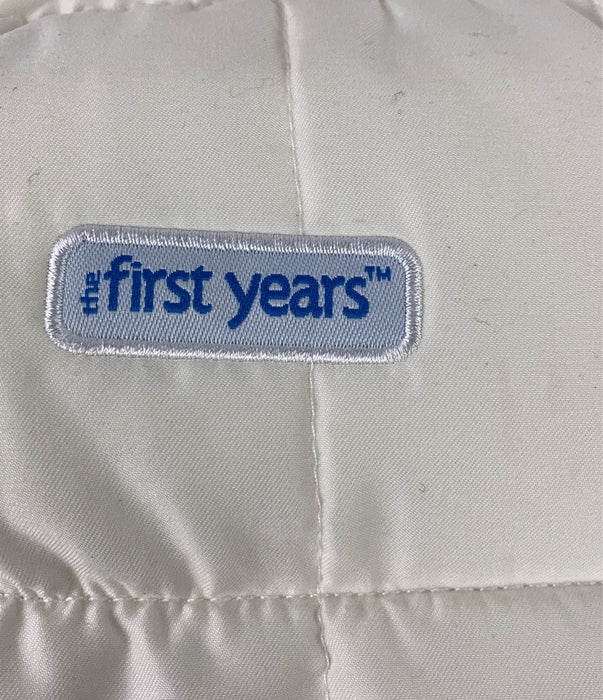 the first years™